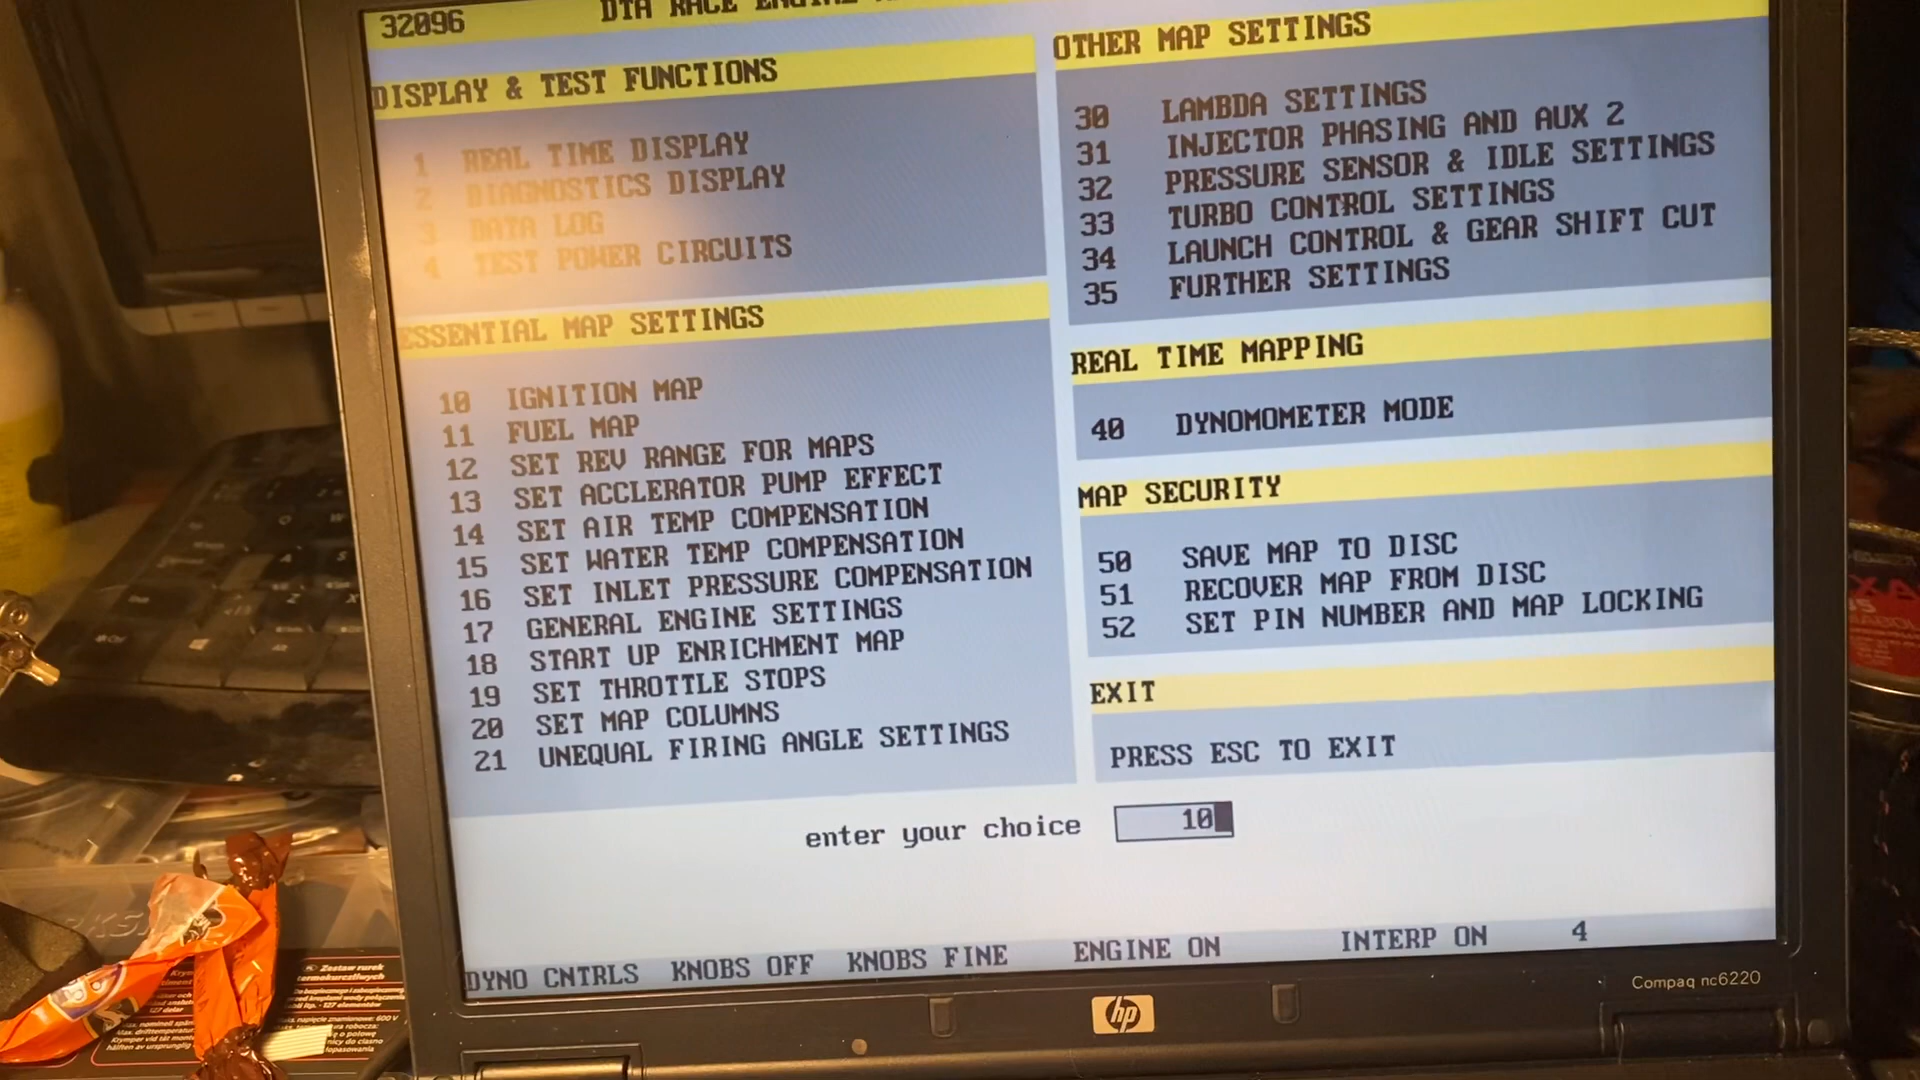 32096
DTA RACE ENGINE
DISPLAY & TEST FUNCTIONS
1 REAL TIME DISPLAY
2 DIAGNOSTICS DISPLAY
3 DATA LOG
4 TEST POWER CIRCUITS
ESSENTIAL MAP SETTINGS
10 IGNITION MAP
11 FUEL MAP
12 SET REV RANGE FOR MAPS
13 SET ACCLERATOR PUMP EFFECT
14 SET AIR TEMP COMPENSATION
15 SET WATER TEMP COMPENSATION
16 SET INLET PRESSURE COMPENSATION
17 GENERAL ENGINE SETTINGS
18 START UP ENRICHMENT MAP
19 SET THROTTLE STOPS
20 SET MAP COLUMNS
21 UNEQUAL FIRING ANGLE SETTINGS
OTHER MAP SETTINGS
30 LAMBDA SETTINGS
31 INJECTOR PHASING AND AUX 2
32 PRESSURE SENSOR & IDLE SETTINGS
33 TURBO CONTROL SETTINGS
34 LAUNCH CONTROL & GEAR SHIFT CUT
35 FURTHER SETTINGS
REAL TIME MAPPING
40 DYNOMOMETER MODE
MAP SECURITY
50 SAVE MAP TO DISC
51 RECOVER MAP FROM DISC
52 SET PIN NUMBER AND MAP LOCKING
EXIT
PRESS ESC TO EXIT
enter your choice 10
DYNO CNTRLS KNOBS OFF KNOBS FINE ENGINE ON INTERP ON 4
Compaq nc6220
hp
Zestaw rurek
termokurczliwych